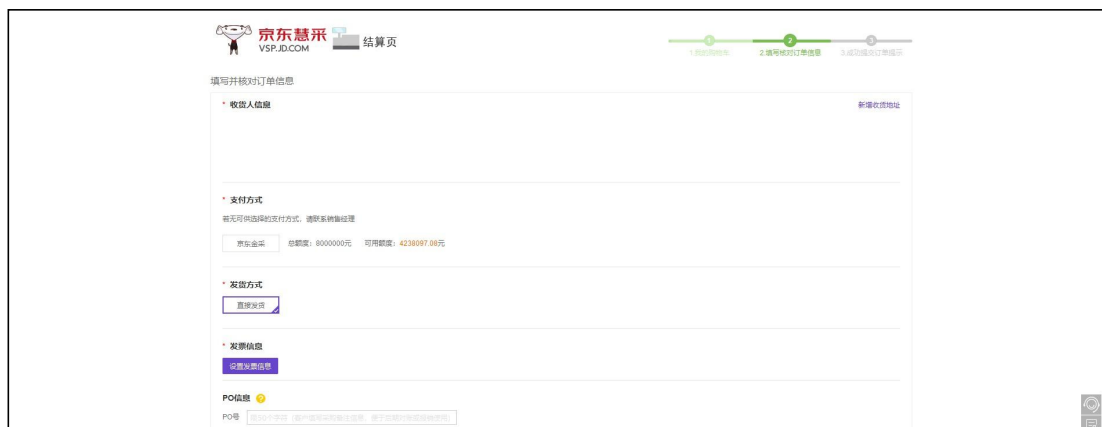 京东慧采
VSP.JD.COM
结算页
1 2 3
2.填写核对订单信息
3.成功提交订单提示
填写并核对订单信息
* 收货人信息
新增收货地址
* 支付方式
若无可供选择的支付方式，请联系销售经理
京东金采 总额度：8000000元 可用额度：4238097.08元
* 发货方式
直接发货
* 发票信息
设置发票信息
PO信息 ?
PO号